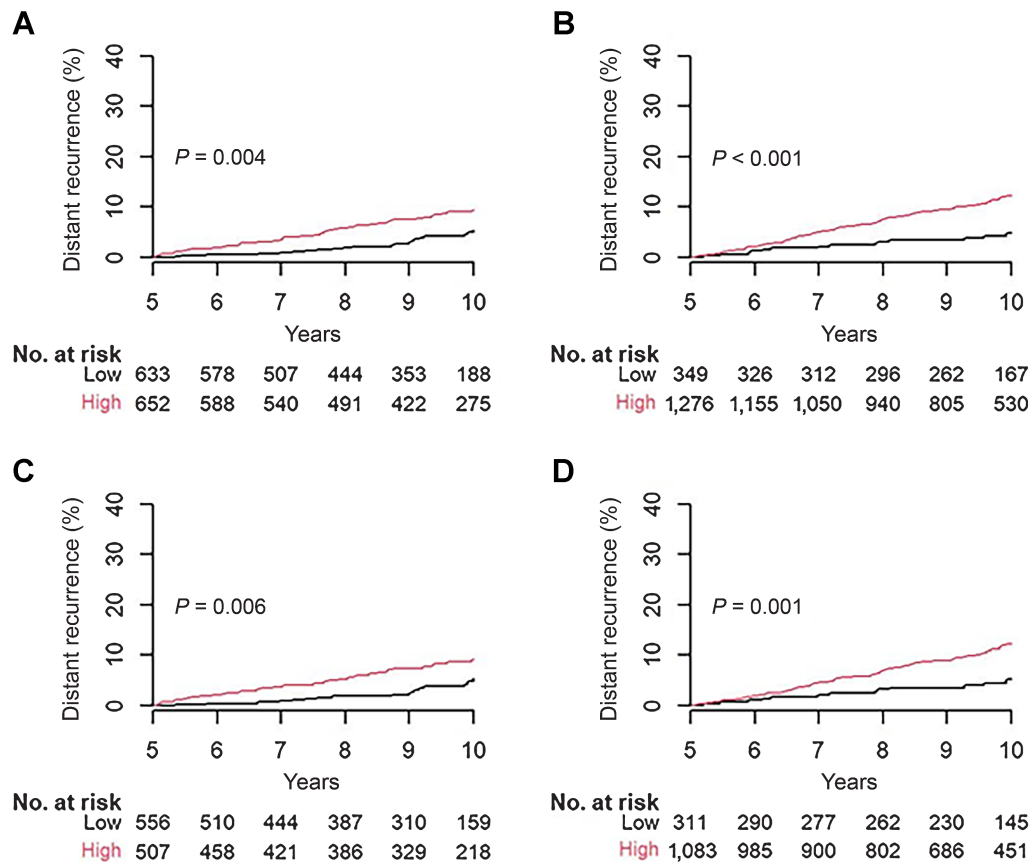 A
Distant recurrence (%)
40
30
20
10
0
P = 0.004
5 6 7 8 9 10
Years
No. at risk
Low 633 578 507 444 353 188
High 652 588 540 491 422 275
B
Distant recurrence (%)
40
30
20
10
0
P < 0.001
5 6 7 8 9 10
Years
No. at risk
Low 349 326 312 296 262 167
High 1,276 1,155 1,050 940 805 530
C
Distant recurrence (%)
40
30
20
10
0
P = 0.006
5 6 7 8 9 10
Years
No. at risk
Low 556 510 444 387 310 159
High 507 458 421 386 329 218
D
Distant recurrence (%)
40
30
20
10
0
P = 0.001
5 6 7 8 9 10
Years
No. at risk
Low 311 290 277 262 230 145
High 1,083 985 900 802 686 451